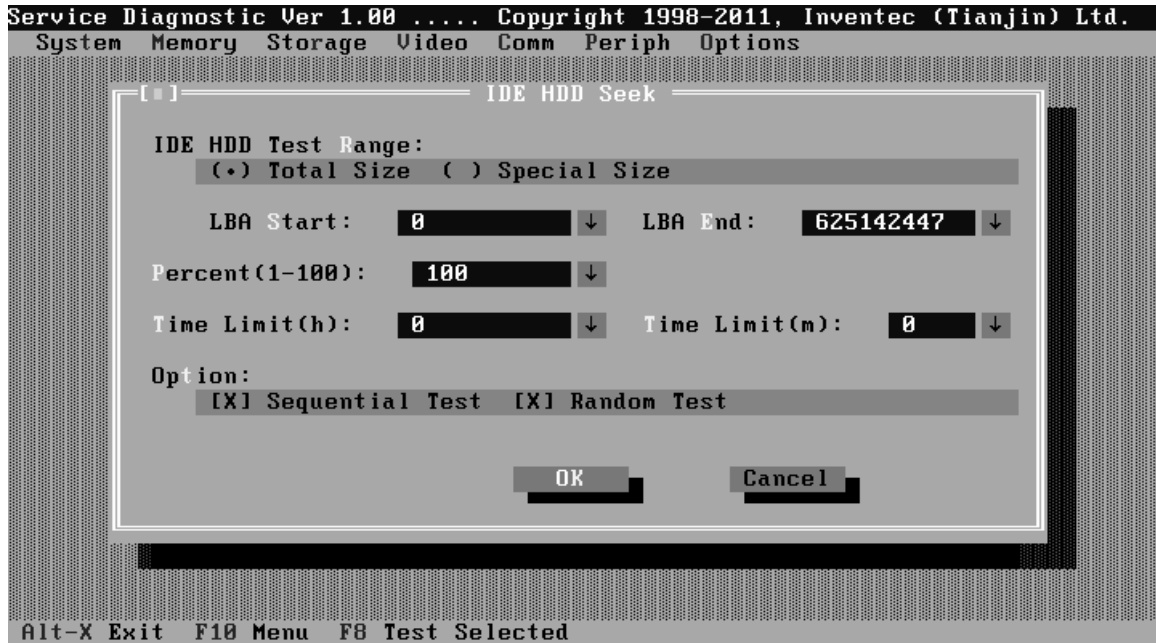 Service Diagnostic Ver 1.00 ..... Copyright 1998-2011, Inventec (Tianjin) Ltd.
System Memory Storage Video Comm Periph Options
[■] IDE HDD Seek
IDE HDD Test Range:
(•) Total Size ( ) Special Size
LBA Start: 0 ↓ LBA End: 625142447 ↓
Percent(1-100): 100 ↓
Time Limit(h): 0 ↓ Time Limit(m): 0 ↓
Option:
[X] Sequential Test [X] Random Test
OK Cancel
Alt-X Exit F10 Menu F8 Test Selected